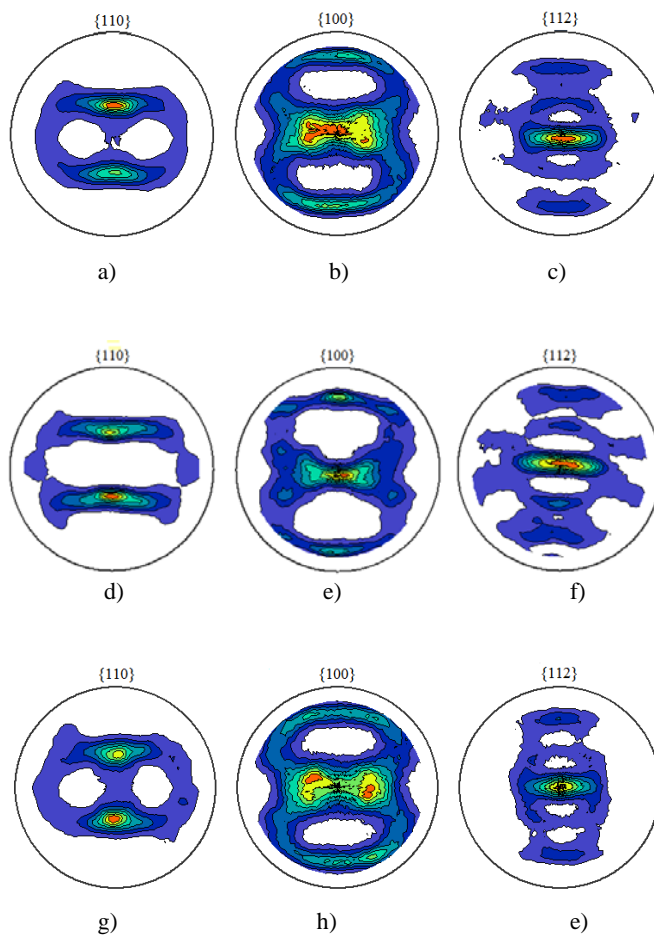 {110} {100} {112}
a) b) c)
{110} {100} {112}
d) e) f)
{110} {100} {112}
g) h) e)